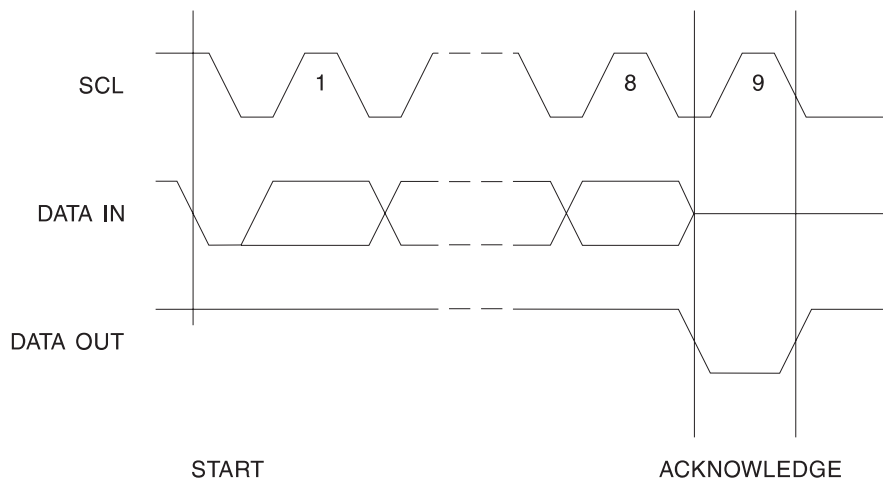 SCL
1
8
9
DATA IN
DATA OUT
START
ACKNOWLEDGE